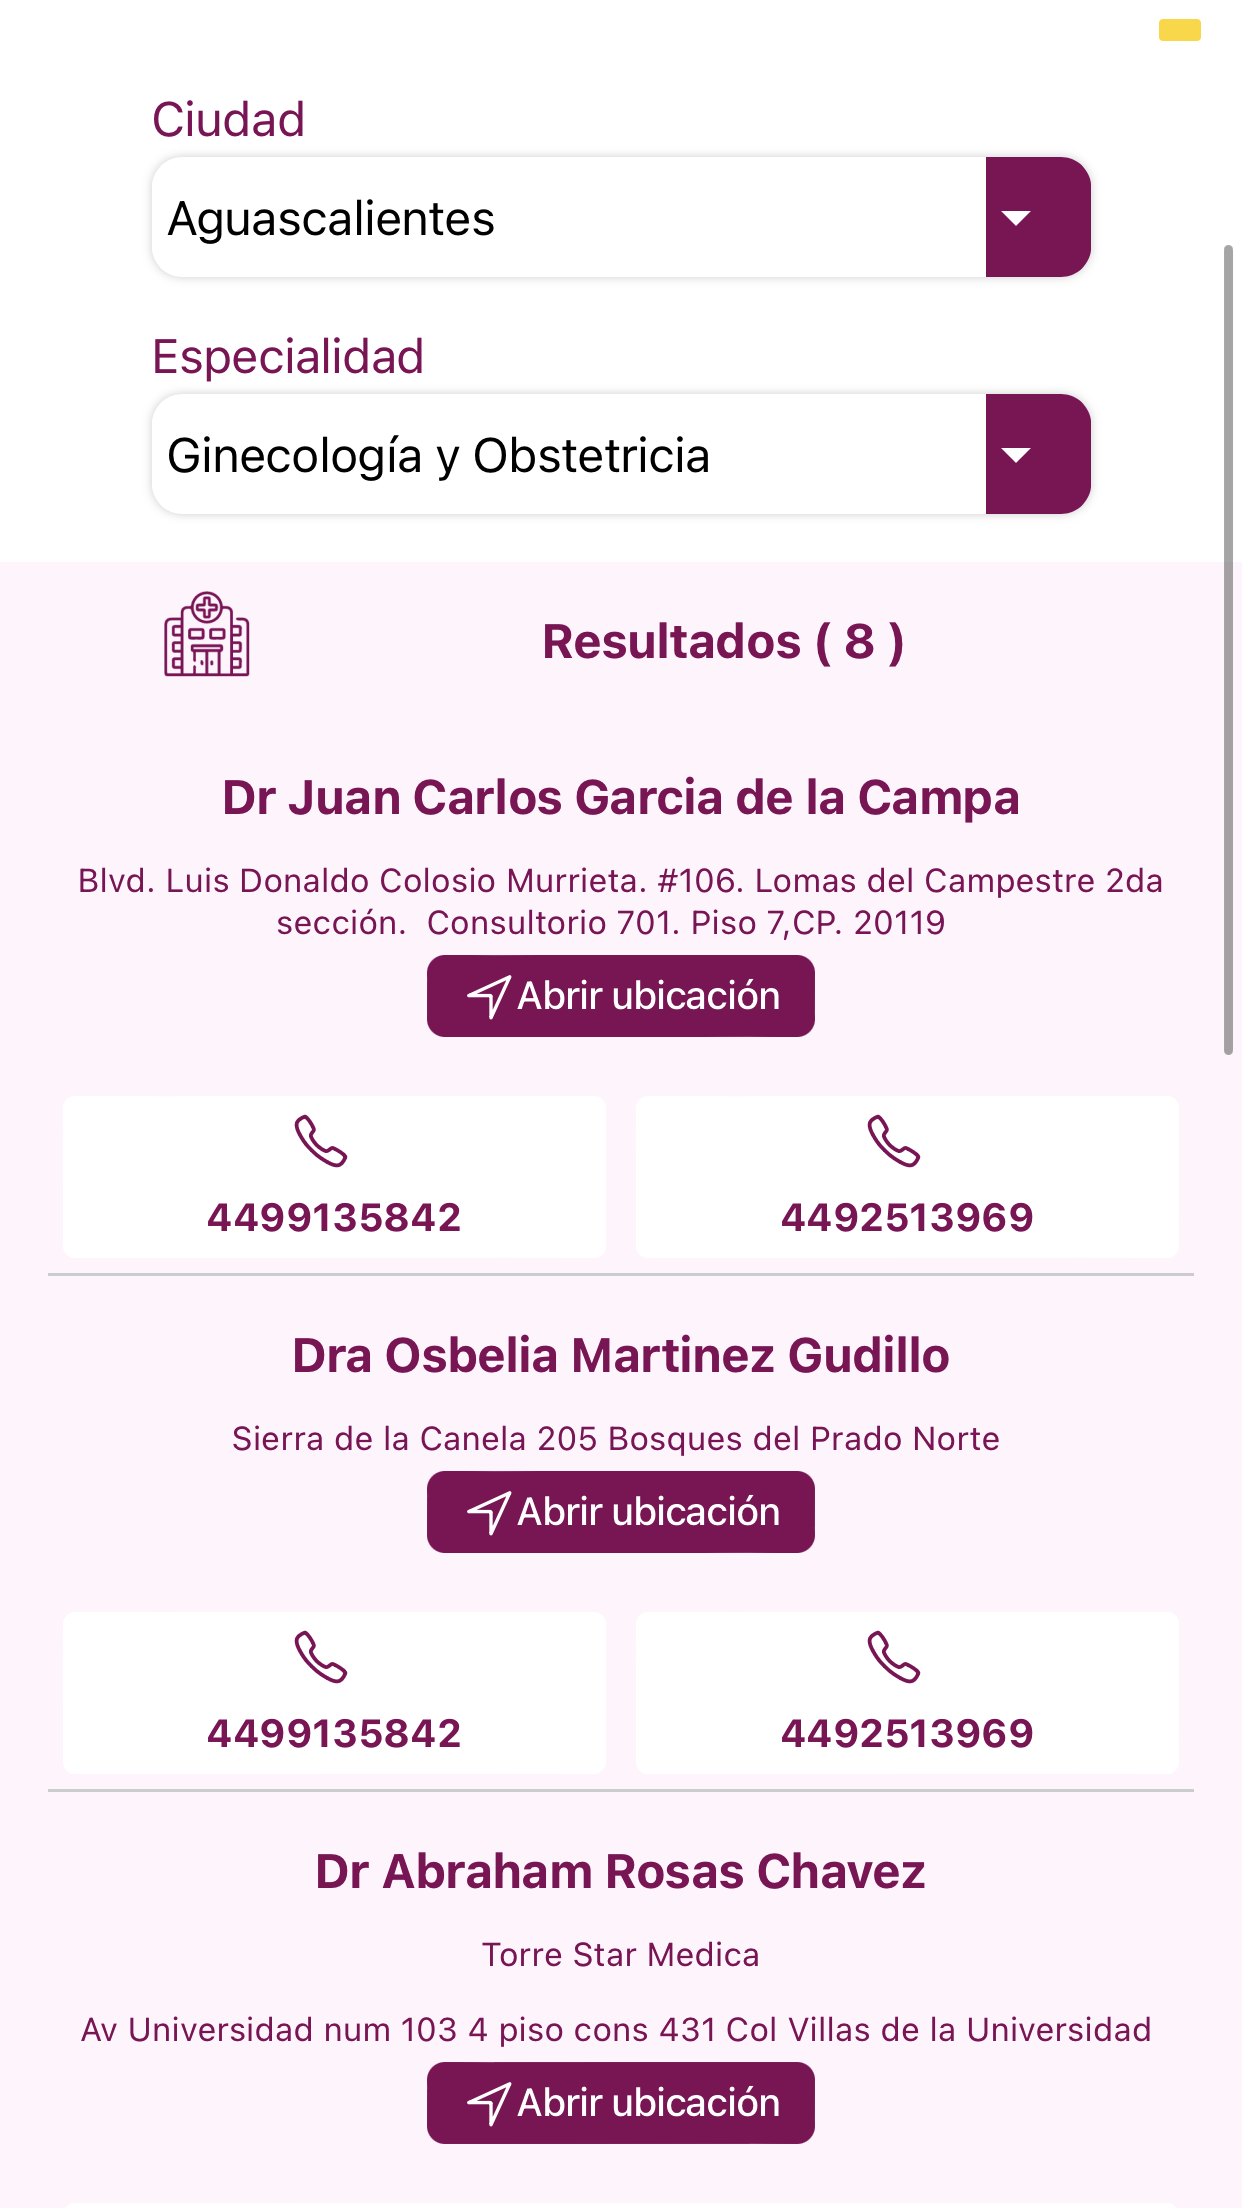 Ciudad
Aguascalientes
Especialidad
Ginecología y Obstetricia
Resultados ( 8 )
Dr Juan Carlos Garcia de la Campa
Blvd. Luis Donaldo Colosio Murrieta. #106. Lomas del Campestre 2da
sección.  Consultorio 701. Piso 7,CP. 20119
Abrir ubicación
4499135842
4492513969
Dra Osbelia Martinez Gudillo
Sierra de la Canela 205 Bosques del Prado Norte
Abrir ubicación
4499135842
4492513969
Dr Abraham Rosas Chavez
Torre Star Medica
Av Universidad num 103 4 piso cons 431 Col Villas de la Universidad
Abrir ubicación